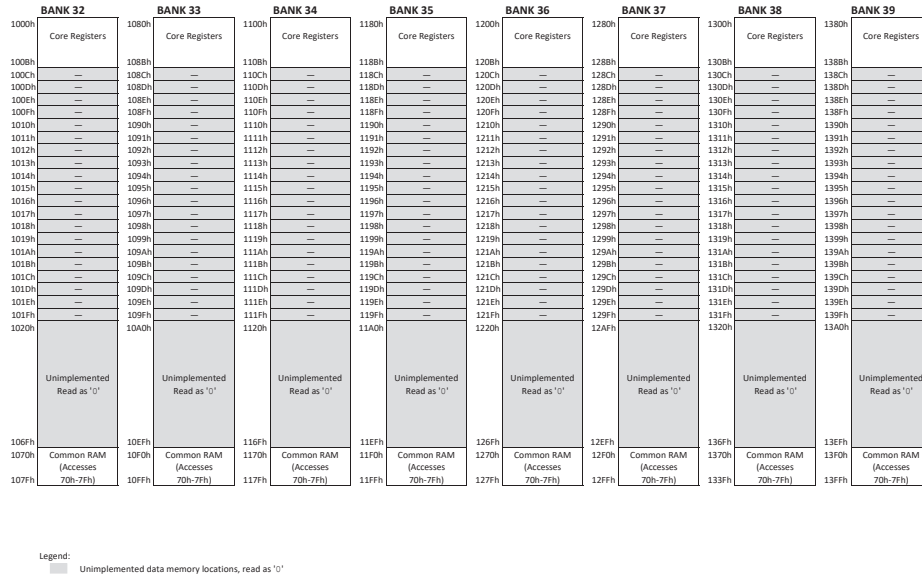 BANK 32 BANK 33 BANK 34 BANK 35 BANK 36 BANK 37 BANK 38 BANK 39
1000h 1080h 1100h 1180h 1200h 1280h 1300h 1380h
Core Registers Core Registers Core Registers Core Registers Core Registers Core Registers Core Registers Core Registers
100Bh 108Bh 110Bh 118Bh 120Bh 128Bh 130Bh 138Bh
100Ch — 108Ch — 110Ch — 118Ch — 120Ch — 128Ch — 130Ch — 138Ch —
100Dh — 108Dh — 110Dh — 118Dh — 120Dh — 128Dh — 130Dh — 138Dh —
100Eh — 108Eh — 110Eh — 118Eh — 120Eh — 128Eh — 130Eh — 138Eh —
100Fh — 108Fh — 110Fh — 118Fh — 120Fh — 128Fh — 130Fh — 138Fh —
1010h — 1090h — 1110h — 1190h — 1210h — 1290h — 1310h — 1390h —
1011h — 1091h — 1111h — 1191h — 1211h — 1291h — 1311h — 1391h —
1012h — 1092h — 1112h — 1192h — 1212h — 1292h — 1312h — 1392h —
1013h — 1093h — 1113h — 1193h — 1213h — 1293h — 1313h — 1393h —
1014h — 1094h — 1114h — 1194h — 1214h — 1294h — 1314h — 1394h —
1015h — 1095h — 1115h — 1195h — 1215h — 1295h — 1315h — 1395h —
1016h — 1096h — 1116h — 1196h — 1216h — 1296h — 1316h — 1396h —
1017h — 1097h — 1117h — 1197h — 1217h — 1297h — 1317h — 1397h —
1018h — 1098h — 1118h — 1198h — 1218h — 1298h — 1318h — 1398h —
1019h — 1099h — 1119h — 1199h — 1219h — 1299h — 1319h — 1399h —
101Ah — 109Ah — 111Ah — 119Ah — 121Ah — 129Ah — 131Ah — 139Ah —
101Bh — 109Bh — 111Bh — 119Bh — 121Bh — 129Bh — 131Bh — 139Bh —
101Ch — 109Ch — 111Ch — 119Ch — 121Ch — 129Ch — 131Ch — 139Ch —
101Dh — 109Dh — 111Dh — 119Dh — 121Dh — 129Dh — 131Dh — 139Dh —
101Eh — 109Eh — 111Eh — 119Eh — 121Eh — 129Eh — 131Eh — 139Eh —
101Fh — 109Fh — 111Fh — 119Fh — 121Fh — 129Fh — 131Fh — 139Fh —
1020h 10A0h 1120h 11A0h 1220h 12AFh 1320h 13A0h
Unimplemented Unimplemented Unimplemented Unimplemented Unimplemented Unimplemented Unimplemented Unimplemented
Read as '0' Read as '0' Read as '0' Read as '0' Read as '0' Read as '0' Read as '0' Read as '0'
106Fh 10EFh 116Fh 11EFh 126Fh 12EFh 136Fh 13EFh
1070h Common RAM 10F0h Common RAM 1170h Common RAM 11F0h Common RAM 1270h Common RAM 12F0h Common RAM 1370h Common RAM 13F0h Common RAM
(Accesses (Accesses (Accesses (Accesses (Accesses (Accesses (Accesses (Accesses
107Fh 70h-7Fh) 10FFh 70h-7Fh) 117Fh 70h-7Fh) 11FFh 70h-7Fh) 127Fh 70h-7Fh) 12FFh 70h-7Fh) 133Fh 70h-7Fh) 13FFh 70h-7Fh)
Legend:
Unimplemented data memory locations, read as '0'